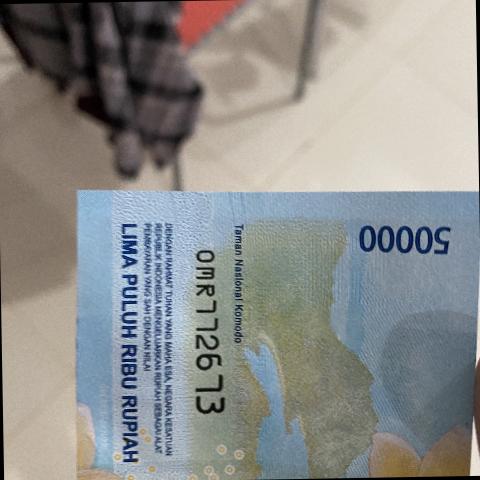 50000
Taman Nasional Komodo
OMR772673
DENGAN RAHMAT TUHAN YANG MAHA ESA, NEGARA KESATUAN
REPUBLIK INDONESIA MENGELUARKAN RUPIAH SEBAGAI ALAT
PEMBAYARAN YANG SAH DENGAN NILAI
LIMA PULUH RIBU RUPIAH